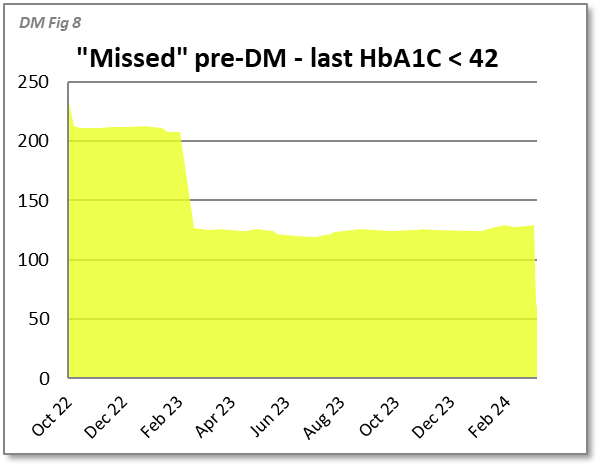 DM Fig 8
"Missed" pre-DM - last HbA1C < 42
250
200
150
100
50
0
Oct 22
Dec 22
Feb 23
Apr 23
Jun 23
Aug 23
Oct 23
Dec 23
Feb 24